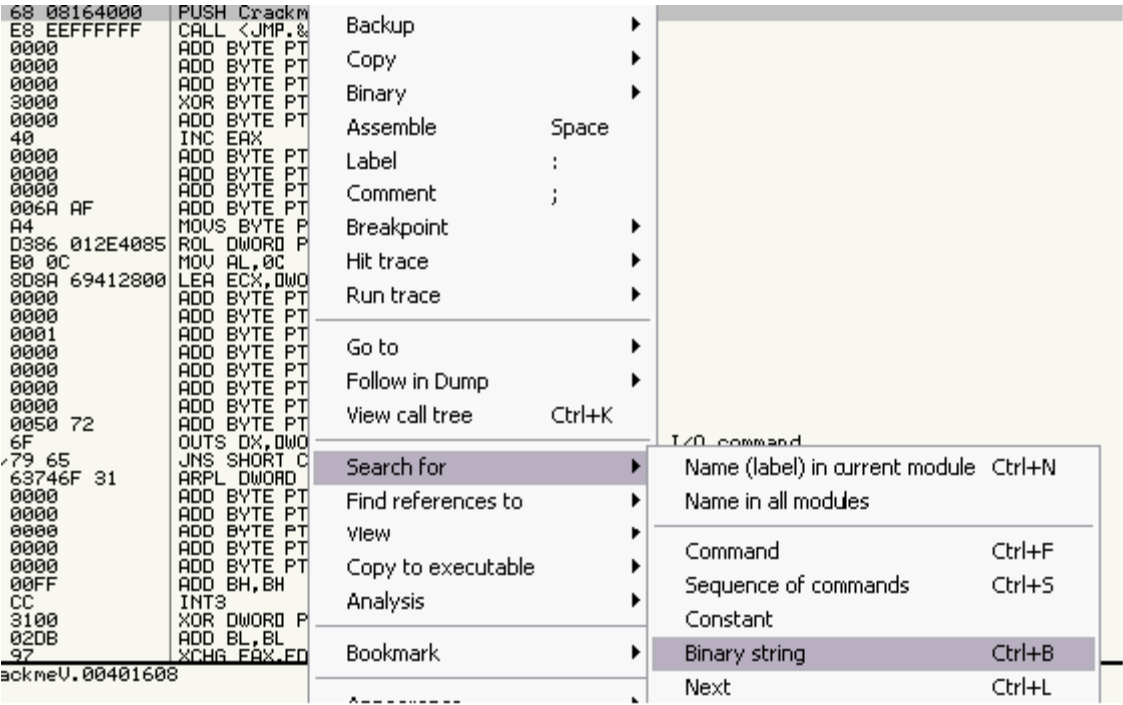 68 08164000 PUSH Crackm
E8 EEFFFFFF CALL <JMP.&
0000 ADD BYTE PT
0000 ADD BYTE PT
0000 ADD BYTE PT
3000 XOR BYTE PT
0000 ADD BYTE PT
40 INC EAX
0000 ADD BYTE PT
0000 ADD BYTE PT
0000 ADD BYTE PT
006A AF ADD BYTE PT
A4 MOVS BYTE P
D386 012E4085 ROL DWORD P
B0 0C MOV AL,0C
8D8A 69412800 LEA ECX,DWO
0000 ADD BYTE PT
0000 ADD BYTE PT
0001 ADD BYTE PT
0000 ADD BYTE PT
0000 ADD BYTE PT
0000 ADD BYTE PT
0000 ADD BYTE PT
0050 72 ADD BYTE PT
6F OUTS DX,DWO I/O command
79 65 JNS SHORT C
63746F 31 ARPL DWORD
0000 ADD BYTE PT
0000 ADD BYTE PT
0000 ADD BYTE PT
0000 ADD BYTE PT
0000 ADD BYTE PT
00FF ADD BH,BH
CC INT3
3100 XOR DWORD P
02DB ADD BL,BL
97 XCHG EAX,ED
ackmeV.00401608
Backup
Copy
Binary
Assemble Space
Label :
Comment ;
Breakpoint
Hit trace
Run trace
Go to
Follow in Dump
View call tree Ctrl+K
Search for
Find references to
View
Copy to executable
Analysis
Bookmark
Name (label) in current module Ctrl+N
Name in all modules
Command Ctrl+F
Sequence of commands Ctrl+S
Constant
Binary string Ctrl+B
Next Ctrl+L